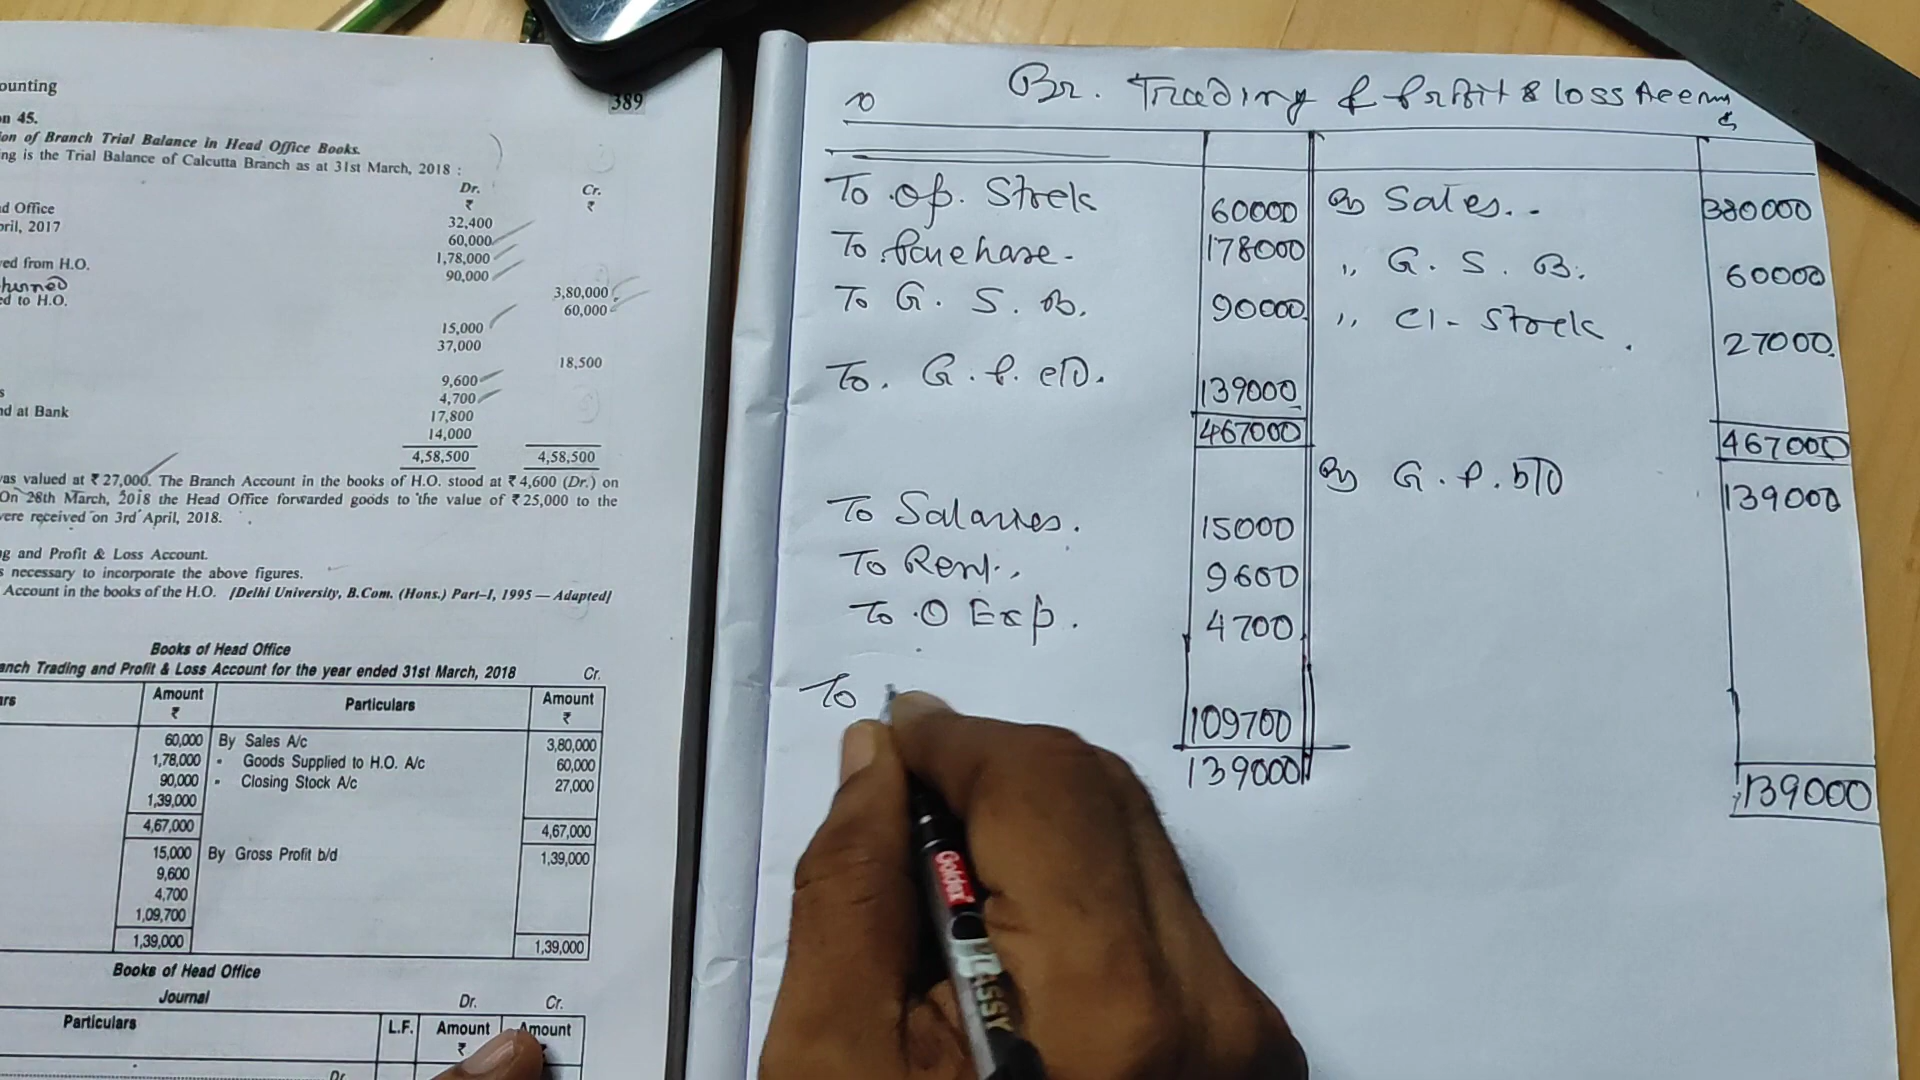 ounting
389
on 45.
ion of Branch Trial Balance in Head Office Books.
ng is the Trial Balance of Calcutta Branch as at 31st March, 2018 :
Dr. Cr.
₹ ₹
d Office 32,400
pril, 2017 60,000
1,78,000
ved from H.O. 90,000
3,80,000
ed to H.O. 60,000
15,000
37,000
18,500
9,600
s 4,700
nd at Bank 17,800
14,000
4,58,500 4,58,500
as valued at ₹ 27,000. The Branch Account in the books of H.O. stood at ₹ 4,600 (Dr.) on
On 28th March, 2018 the Head Office forwarded goods to the value of ₹ 25,000 to the
were received on 3rd April, 2018.
g and Profit & Loss Account.
s necessary to incorporate the above figures.
Account in the books of the H.O. [Delhi University, B.Com. (Hons.) Part-I, 1995 — Adapted]
Books of Head Office
anch Trading and Profit & Loss Account for the year ended 31st March, 2018 Cr.
ars Amount Particulars Amount
₹ ₹
60,000 By Sales A/c 3,80,000
1,78,000 " Goods Supplied to H.O. A/c 60,000
90,000 " Closing Stock A/c 27,000
1,39,000
4,67,000 4,67,000
15,000 By Gross Profit b/d 1,39,000
9,600
4,700
1,09,700
1,39,000 1,39,000
Books of Head Office
Journal
Dr. Cr.
Particulars L.F. Amount Amount
₹
Dr.
Br. Trading & Profit & Loss
To Op. Stock 60000 By Sales.. 380000
To Purchase. 178000 ,, G. S. B. 60000
To G. S. B. 90000 ,, Cl. Stock. 27000
To. G. P. c/D. 139000
467000 467000
By G. P. b/D 139000
To Salaries. 15000
To Rent. 9600
To O Exp. 4700
To 109700
139000 139000
Goldex
KLASSY